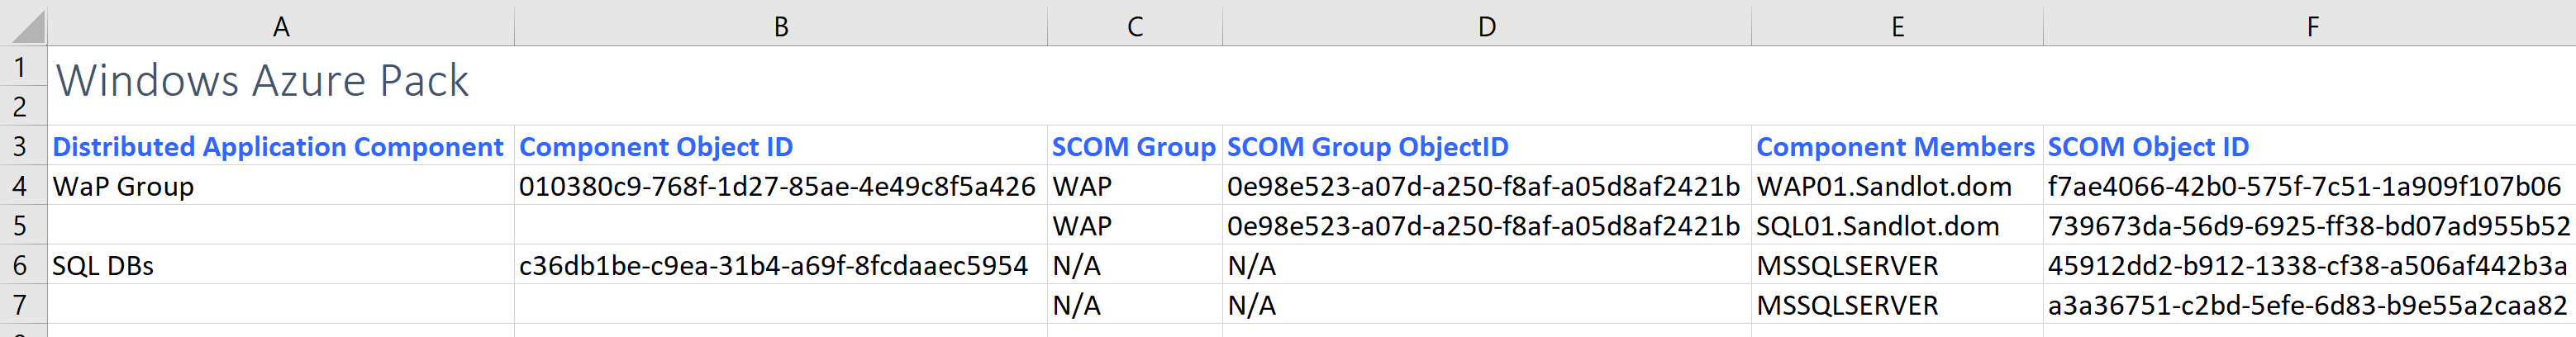 A B C D E F
1 Windows Azure Pack
2
3 Distributed Application Component Component Object ID SCOM Group SCOM Group ObjectID Component Members SCOM Object ID
4 WaP Group 010380c9-768f-1d27-85ae-4e49c8f5a426 WAP 0e98e523-a07d-a250-f8af-a05d8af2421b WAP01.Sandlot.dom f7ae4066-42b0-575f-7c51-1a909f107b06
5 WAP 0e98e523-a07d-a250-f8af-a05d8af2421b SQL01.Sandlot.dom 739673da-56d9-6925-ff38-bd07ad955b52
6 SQL DBs c36db1be-c9ea-31b4-a69f-8fcdaaec5954 N/A N/A MSSQLSERVER 45912dd2-b912-1338-cf38-a506af442b3a
7 N/A N/A MSSQLSERVER a3a36751-c2bd-5efe-6d83-b9e55a2caa82